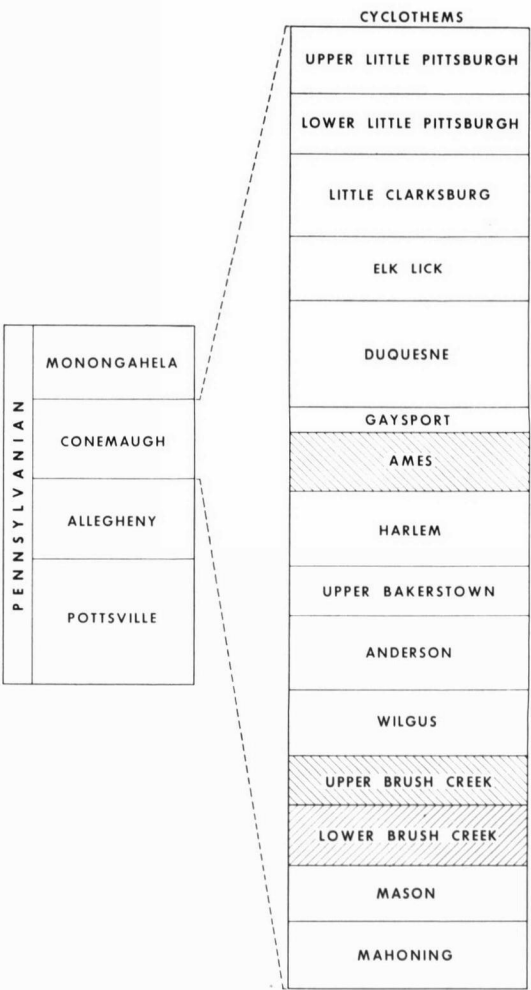 CYCLOTHEMS
UPPER LITTLE PITTSBURGH
LOWER LITTLE PITTSBURGH
LITTLE CLARKSBURG
ELK LICK
DUQUESNE
GAYSPORT
AMES
HARLEM
UPPER BAKERSTOWN
ANDERSON
WILGUS
UPPER BRUSH CREEK
LOWER BRUSH CREEK
MASON
MAHONING
PENNSYLVANIAN
MONONGAHELA
CONEMAUGH
ALLEGHENY
POTTSVILLE